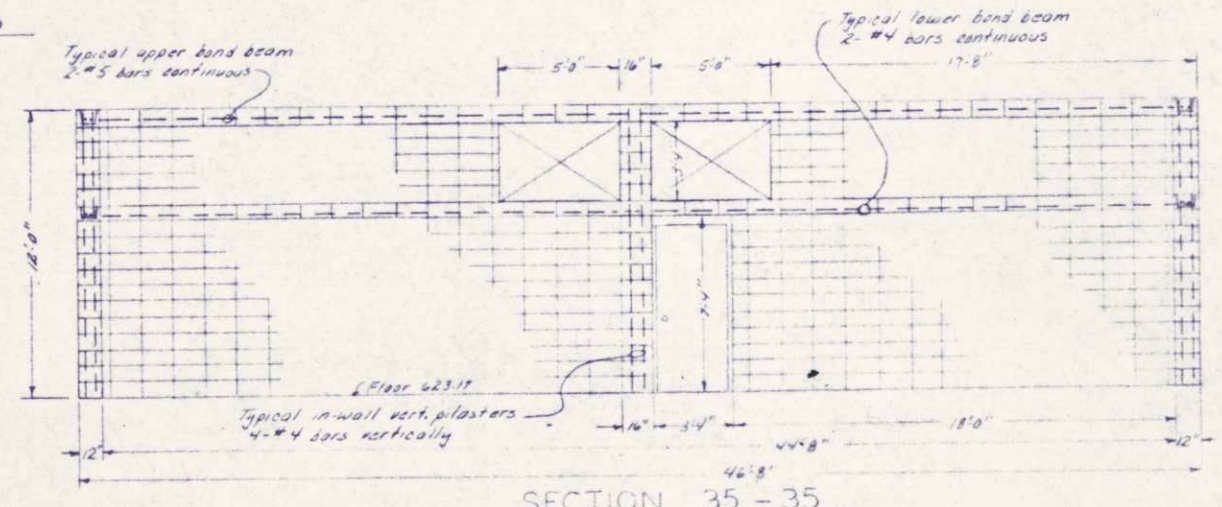 Typical upper bond beam
2-#5 bars continuous
Typical lower bond beam
2-#4 bars continuous
5'0" 16" 5'0" 17'-8"
12'-0"
5'-4"
7'-4"
Floor 623.17
Typical in-wall vert. pilasters
4-#4 bars vertically
16" 3'-4" 18'-0"
12" 44'-8" 12"
46'-8"
SECTION 35-35